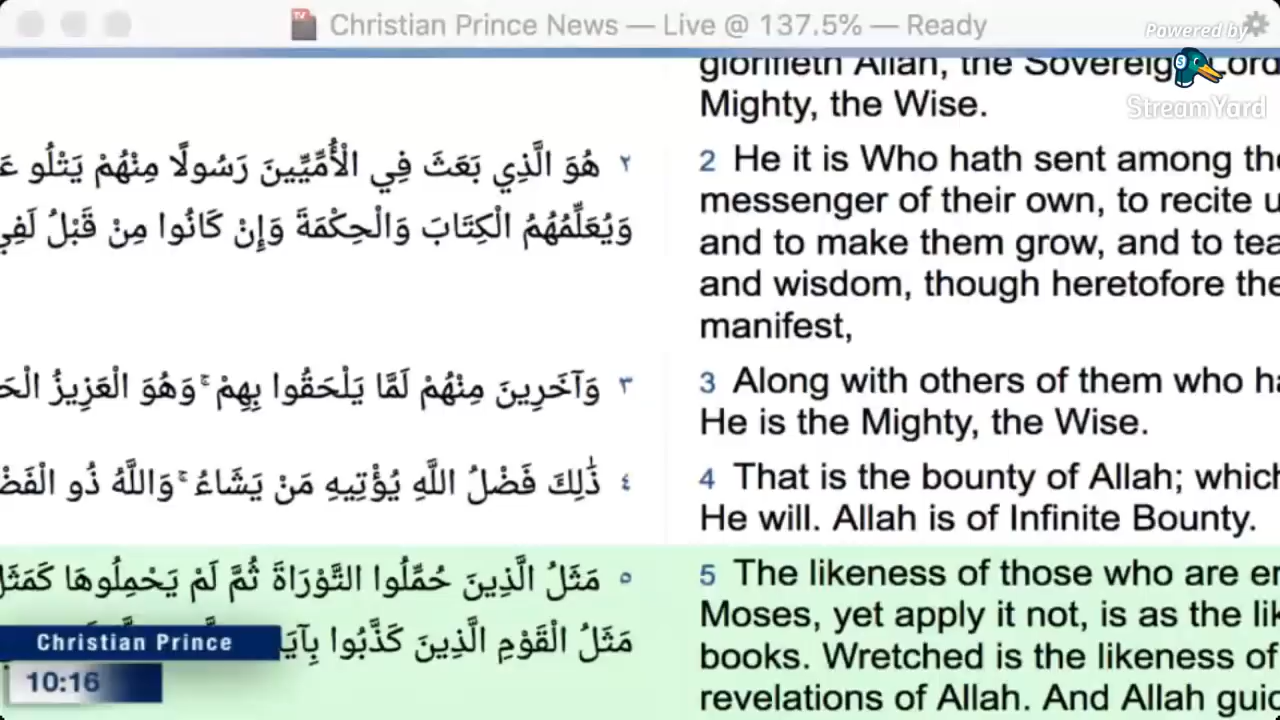 Christian Prince News — Live @ 137.5% — Ready
Powered by
StreamYard
glorifieth Allah, the Sovereign Lord
Mighty, the Wise.
٢ هُوَ الَّذِي بَعَثَ فِي الْأُمِّيِّينَ رَسُولًا مِنْهُمْ يَتْلُو
وَيُعَلِّمُهُمُ الْكِتَابَ وَالْحِكْمَةَ وَإِنْ كَانُوا مِنْ قَبْلُ لَفِي
2 He it is Who hath sent among the
messenger of their own, to recite u
and to make them grow, and to tea
and wisdom, though heretofore the
manifest,
٣ وَآخَرِينَ مِنْهُمْ لَمَّا يَلْحَقُوا بِهِمْ ۚ وَهُوَ الْعَزِيزُ الْحَ
3 Along with others of them who ha
He is the Mighty, the Wise.
٤ ذَٰلِكَ فَضْلُ اللَّهِ يُؤْتِيهِ مَنْ يَشَاءُ ۚ وَاللَّهُ ذُو الْفَضْ
4 That is the bounty of Allah; which
He will. Allah is of Infinite Bounty.
٥ مَثَلُ الَّذِينَ حُمِّلُوا التَّوْرَاةَ ثُمَّ لَمْ يَحْمِلُوهَا كَمَثَلِ
مَثَلُ الْقَوْمِ الَّذِينَ كَذَّبُوا بِآيَا
5 The likeness of those who are en
Moses, yet apply it not, is as the lik
books. Wretched is the likeness of
revelations of Allah. And Allah guid
Christian Prince
10:16